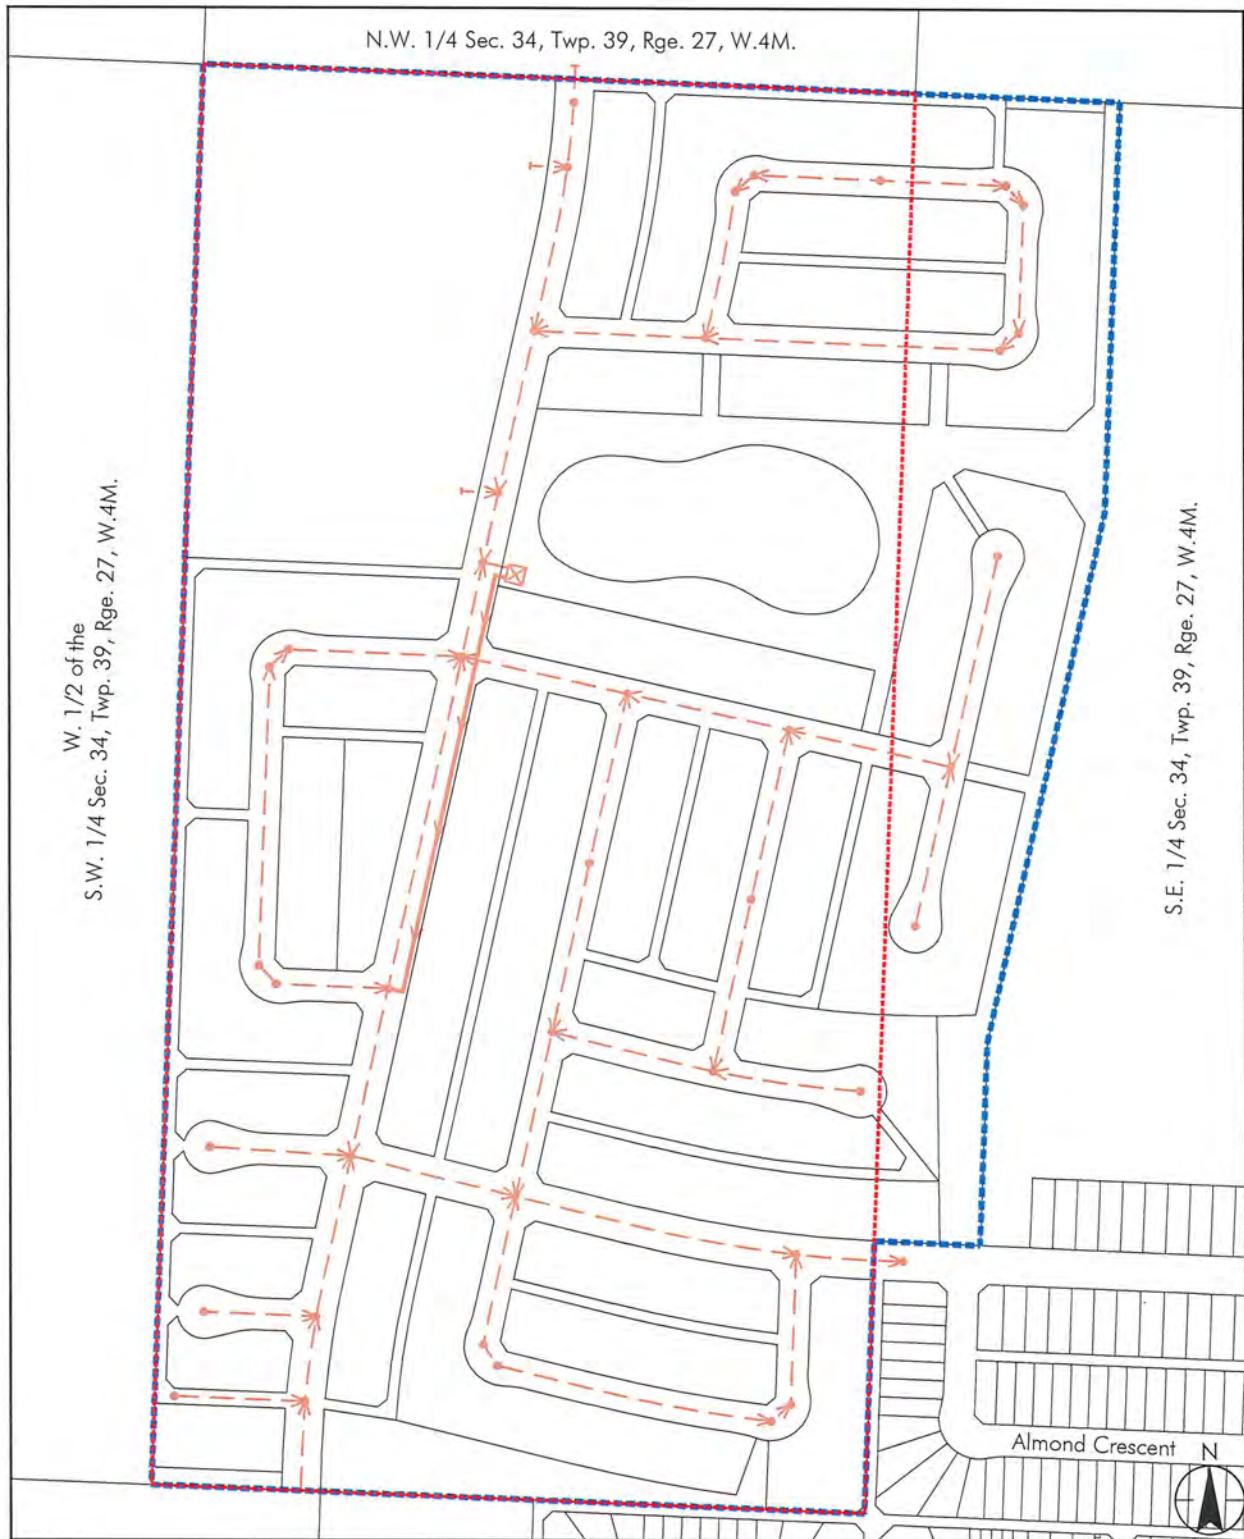 N.W. 1/4 Sec. 34, Twp. 39, Rge. 27, W.4M.
T
T
T
W. 1/2 of the
S.W. 1/4 Sec. 34, Twp. 39, Rge. 27, W.4M.
S.E. 1/4 Sec. 34, Twp. 39, Rge. 27, W.4M.
Almond Crescent
N